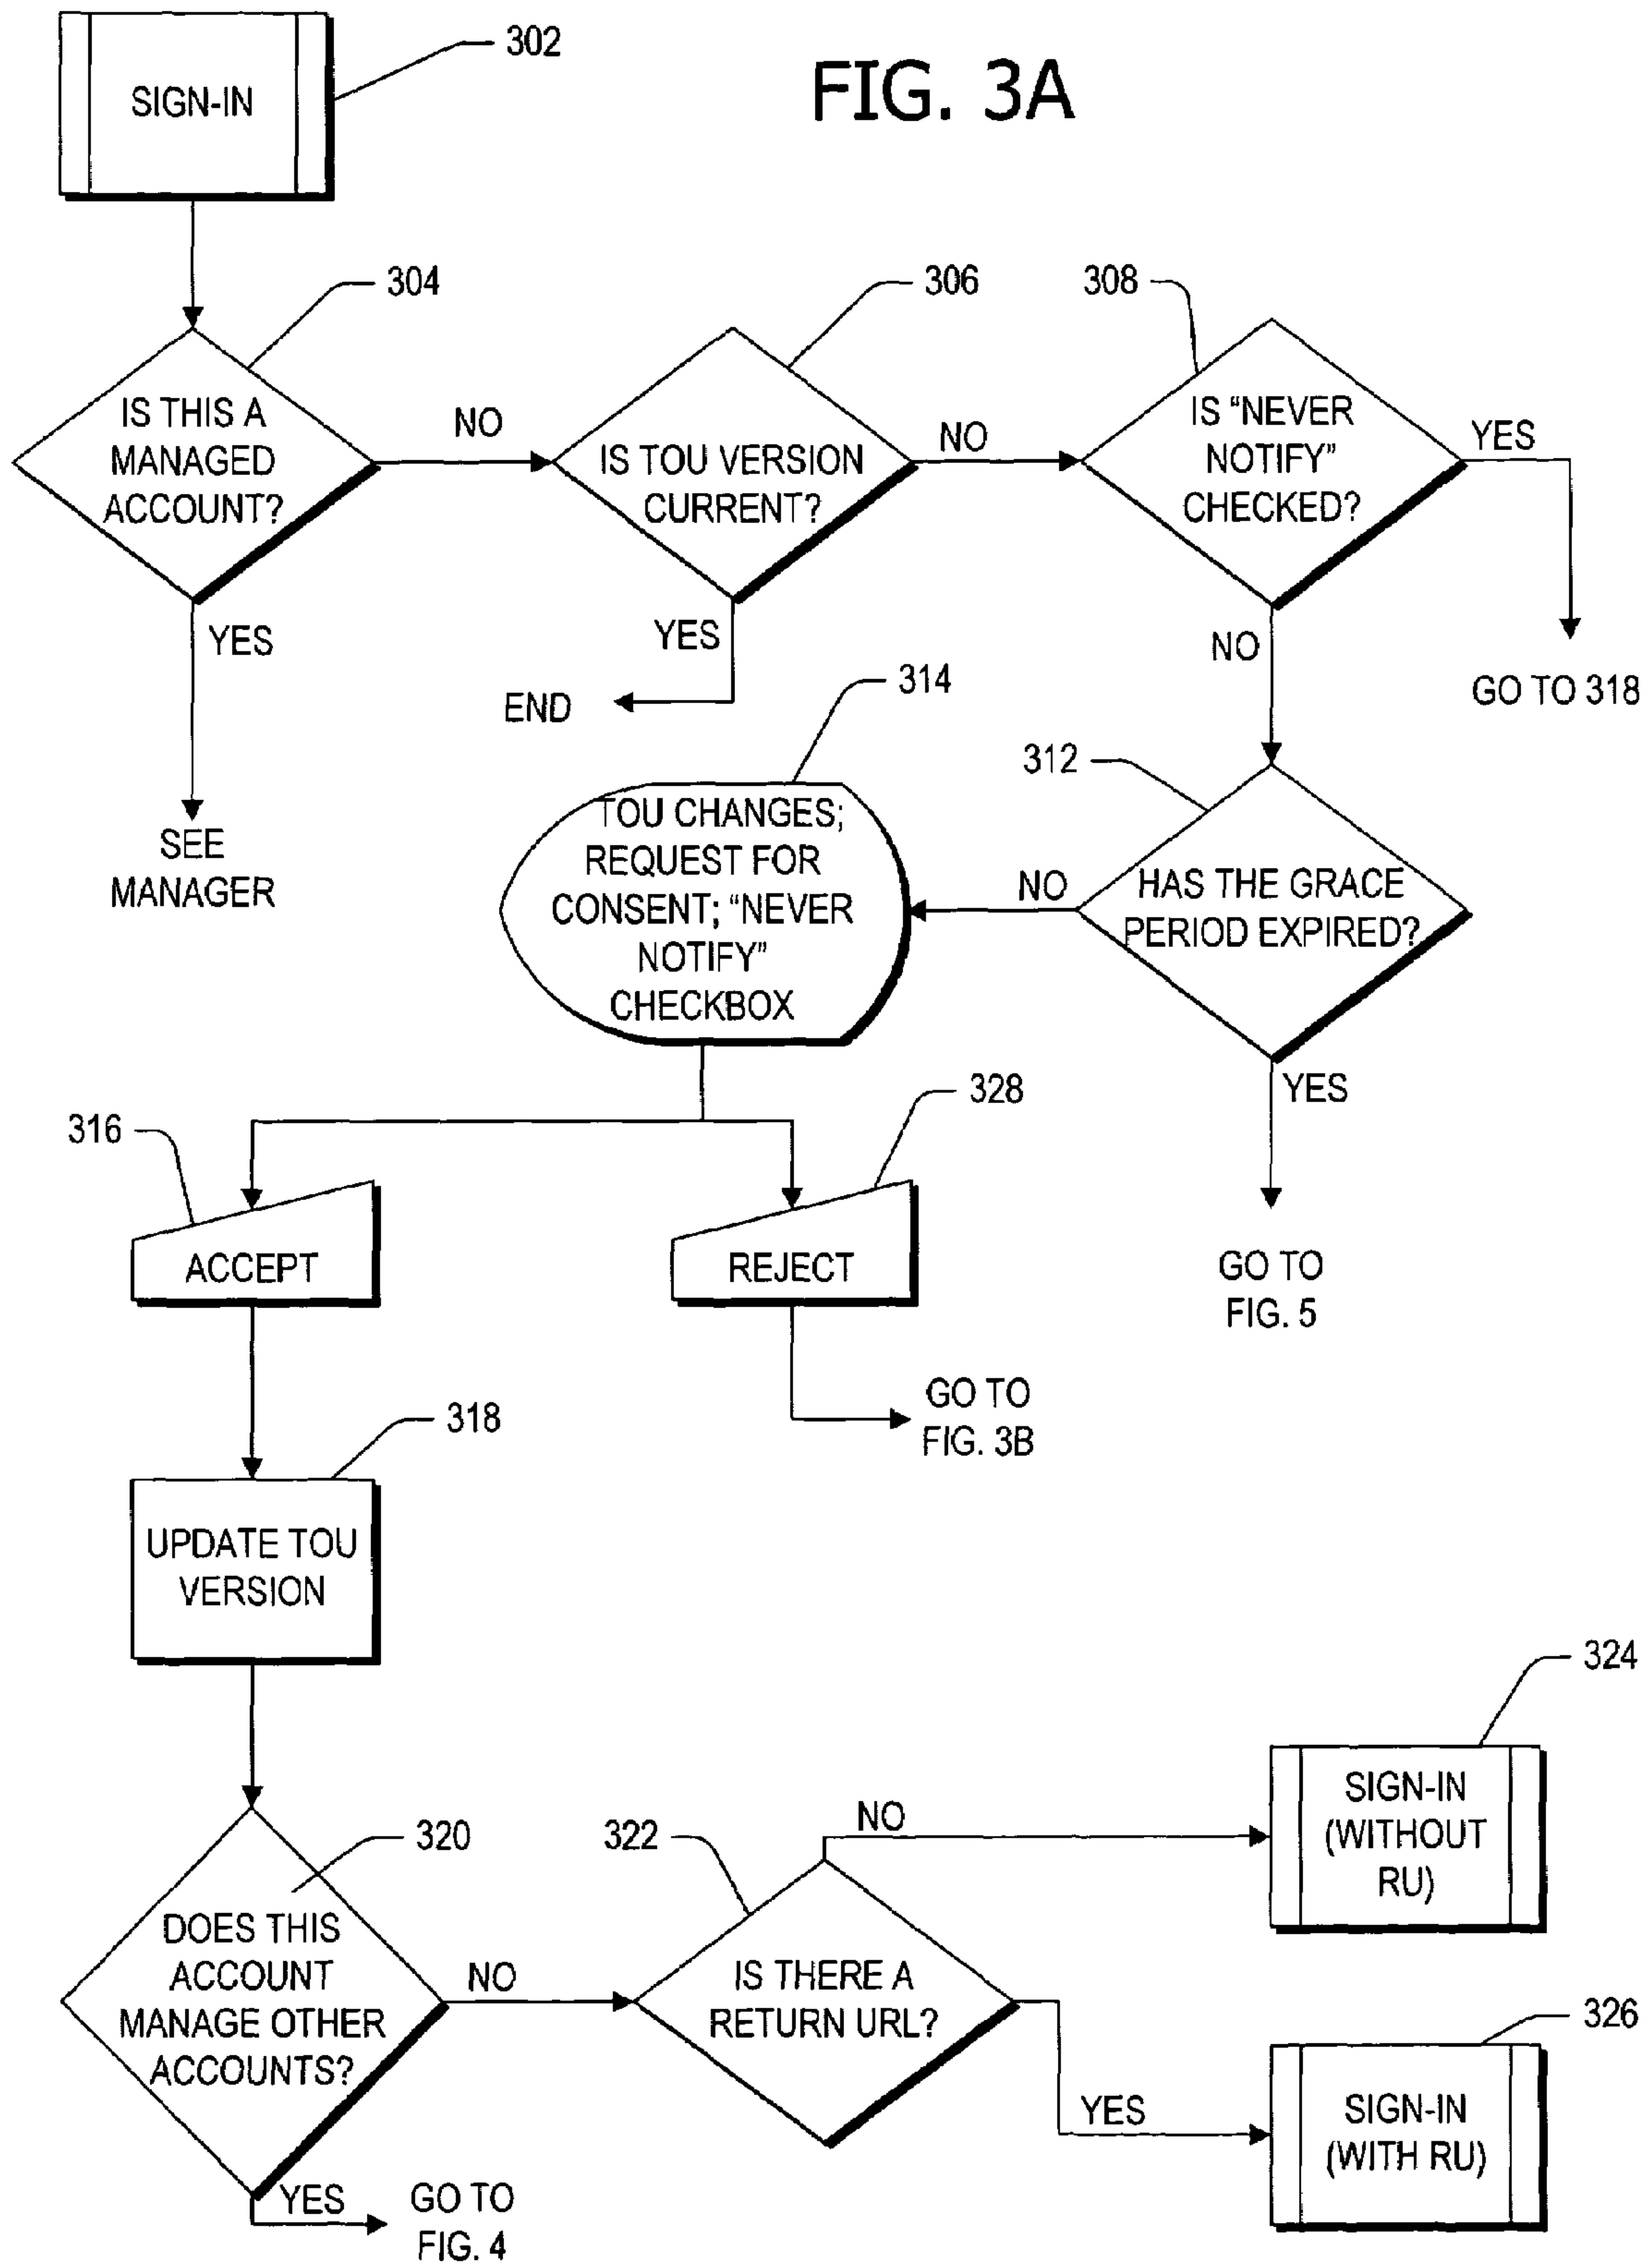 302
SIGN-IN
FIG. 3A
304
306
308
IS THIS A
MANAGED
ACCOUNT?
NO
IS TOU VERSION
CURRENT?
NO
IS “NEVER
NOTIFY”
CHECKED?
YES
YES
YES
END
NO
GO TO 318
SEE
MANAGER
314
312
TOU CHANGES;
REQUEST FOR
CONSENT; “NEVER
NOTIFY”
CHECKBOX
NO
HAS THE GRACE
PERIOD EXPIRED?
YES
GO TO
FIG. 5
316
328
ACCEPT
REJECT
GO TO
FIG. 3B
318
UPDATE TOU
VERSION
320
DOES THIS
ACCOUNT
MANAGE OTHER
ACCOUNTS?
NO
322
IS THERE A
RETURN URL?
NO
324
SIGN-IN
(WITHOUT
RU)
YES
326
SIGN-IN
(WITH RU)
YES
GO TO
FIG. 4